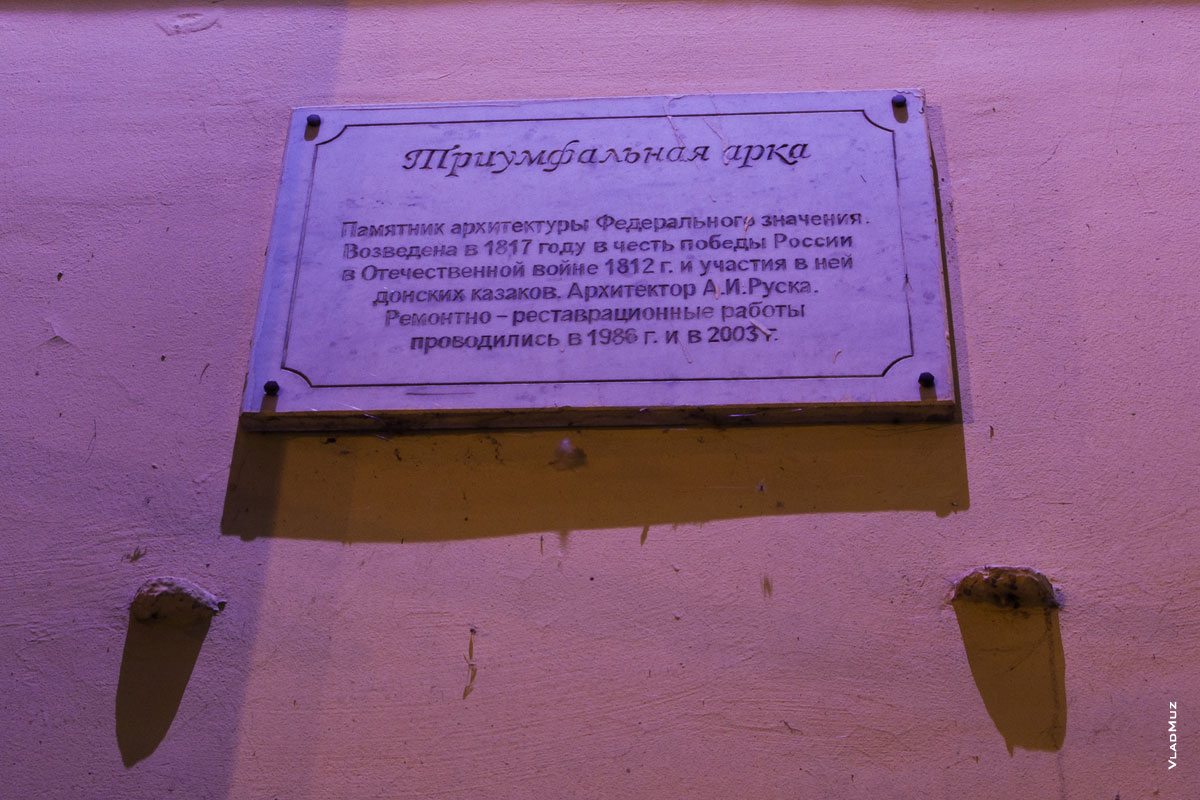 Триумфальная арка
Памятник архитектуры Федерального значения.
Возведена в 1817 году в честь победы России
в Отечественной войне 1812 г. и участия в ней
донских казаков. Архитектор А.И.Руска.
Ремонтно – реставрационные работы
проводились в 1986 г. и в 2003 г.
VladMuz